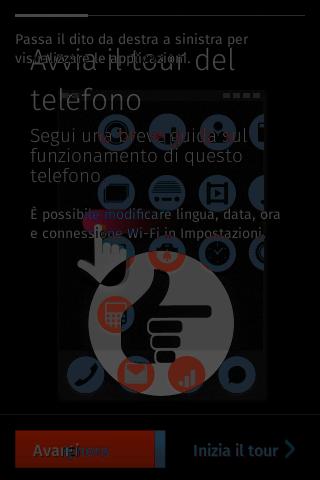 Passa il dito da destra a sinistra per
visualizzare le applicazioni.
Avvia il tour del
telefono
Segui una breve guida sul
funzionamento di questo
telefono.
È possibile modificare lingua, data, ora
e connessione Wi-Fi in Impostazioni.
Avanti
Ignora
Inizia il tour